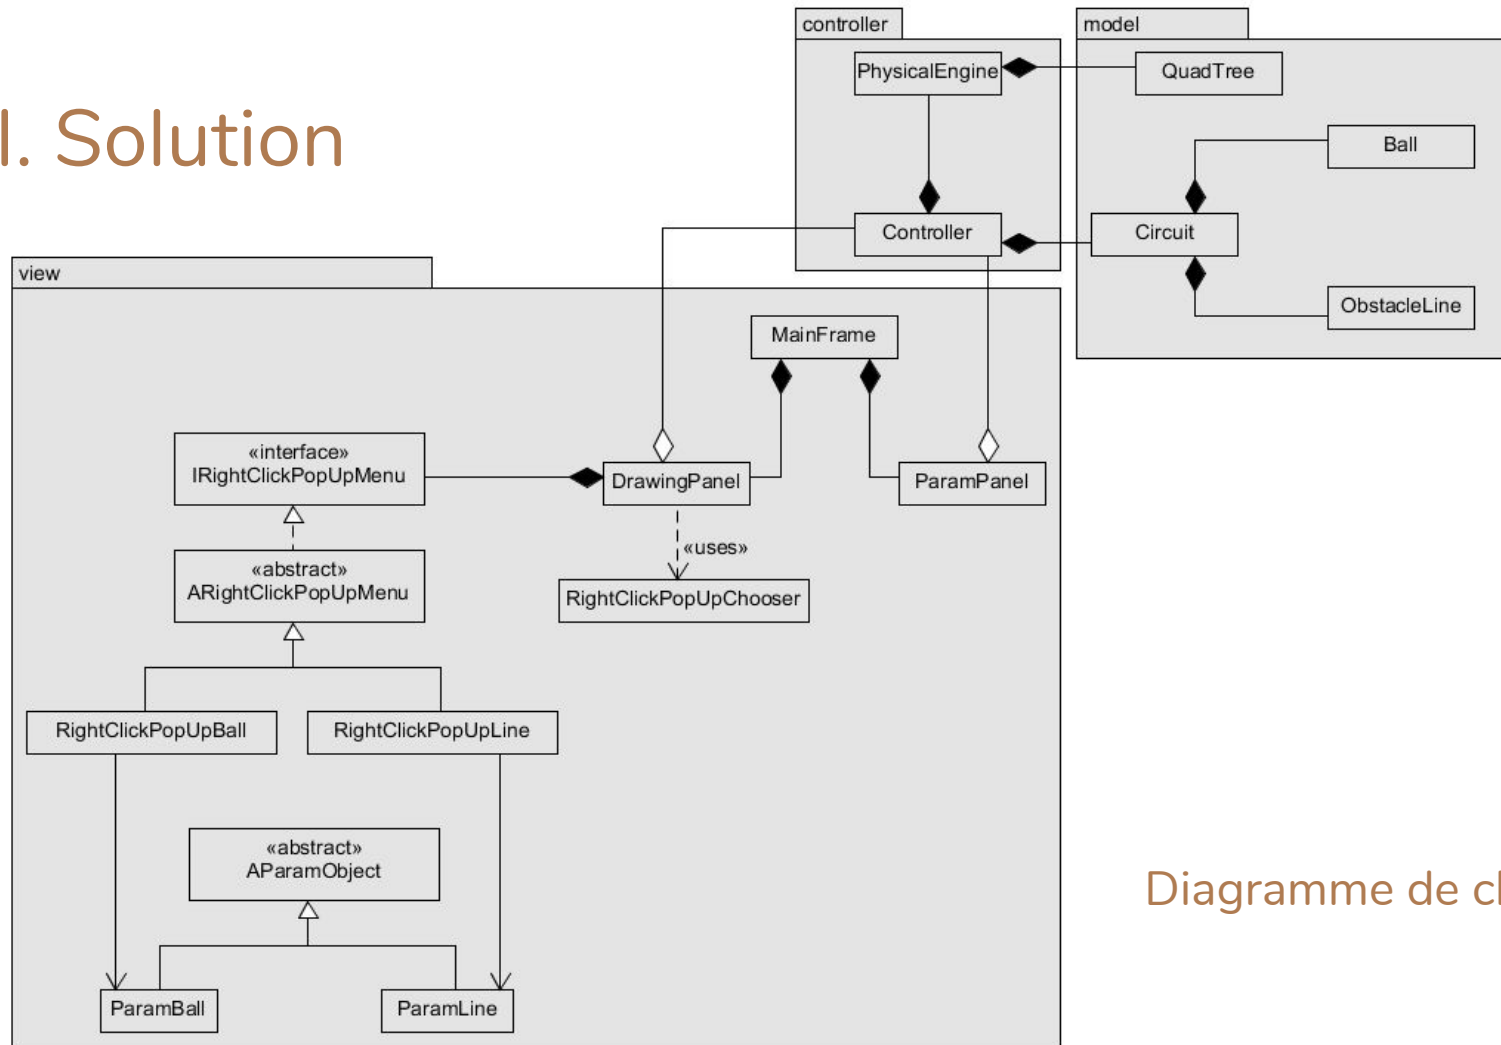 I. Solution
controller
model
PhysicalEngine
QuadTree
Ball
Controller
Circuit
ObstacleLine
view
MainFrame
«interface»
IRightClickPopUpMenu
DrawingPanel
ParamPanel
«uses»
«abstract»
ARightClickPopUpMenu
RightClickPopUpChooser
RightClickPopUpBall
RightClickPopUpLine
«abstract»
AParamObject
Diagramme de
ParamBall
ParamLine